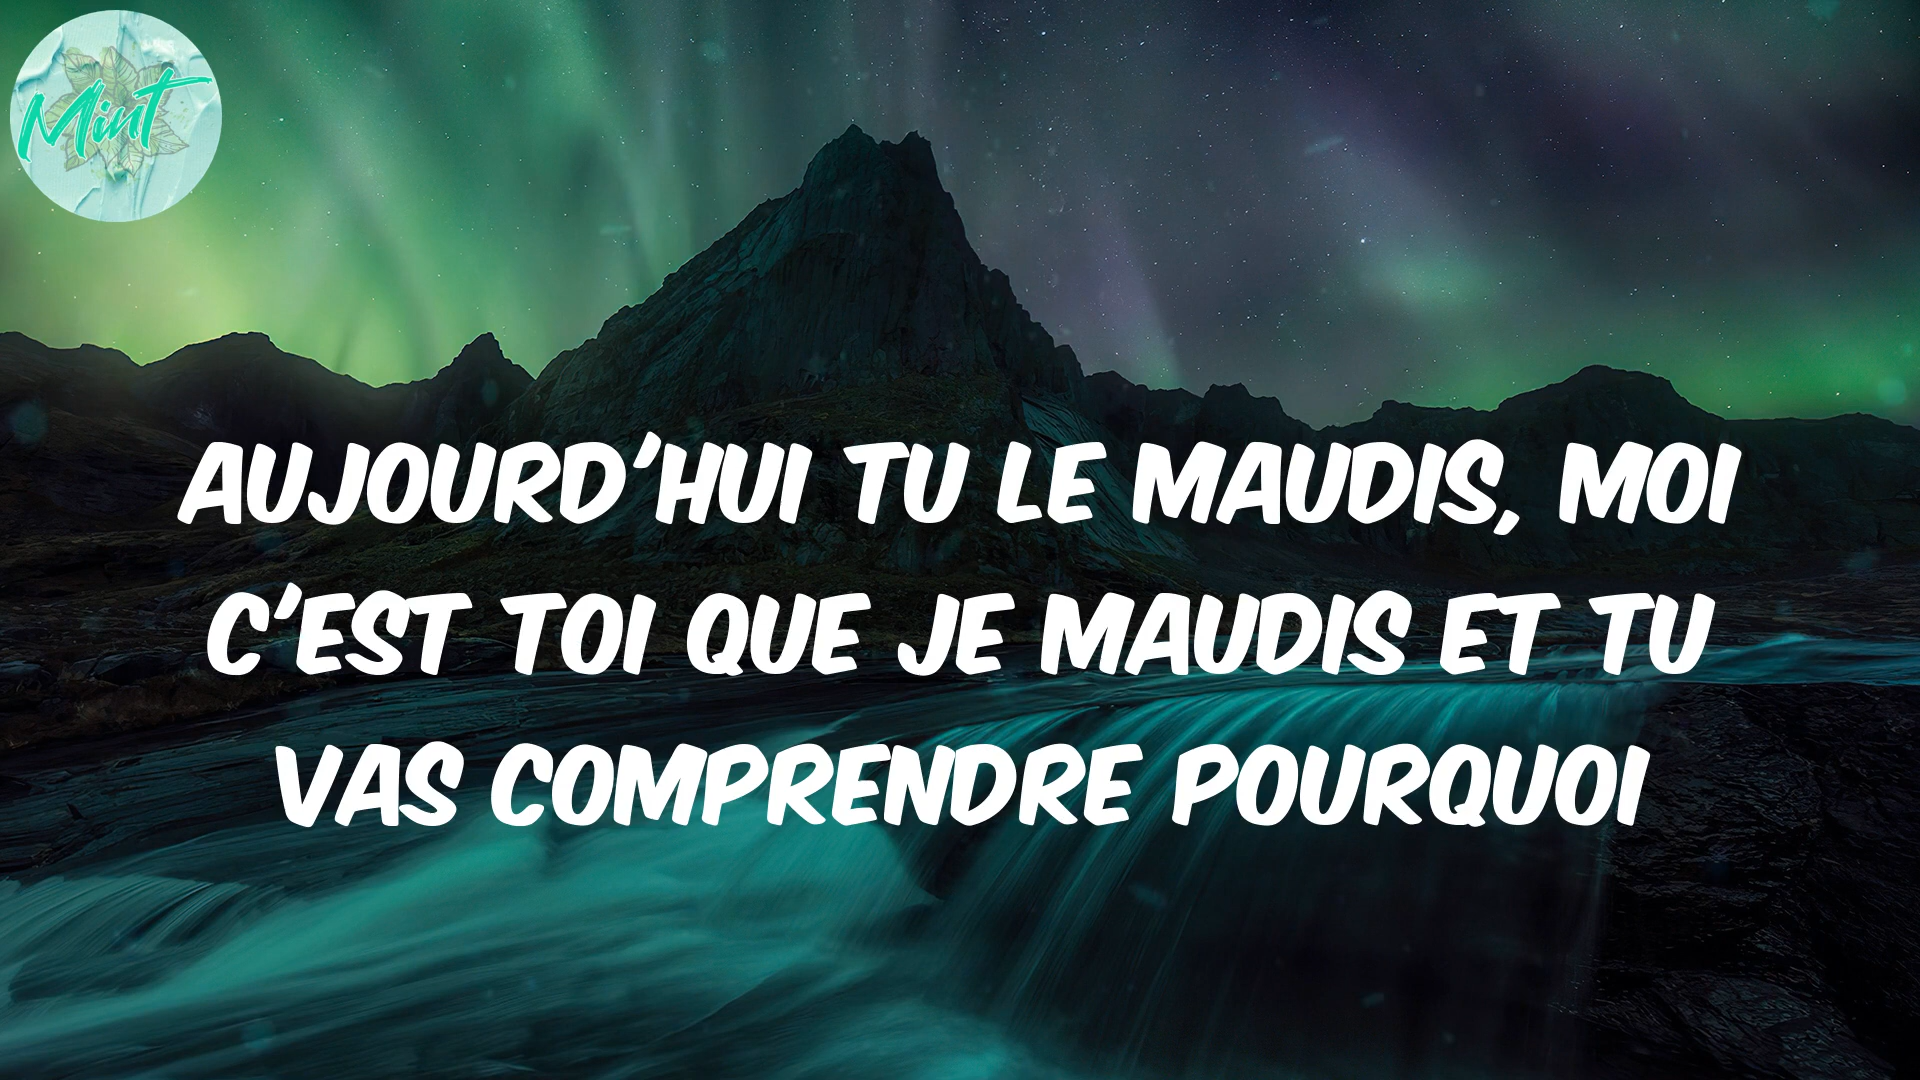 Mint
AUJOURD'HUI TU LE MAUDIS, MOI
C'EST TOI QUE JE MAUDIS ET TU
VAS COMPRENDRE POURQUOI